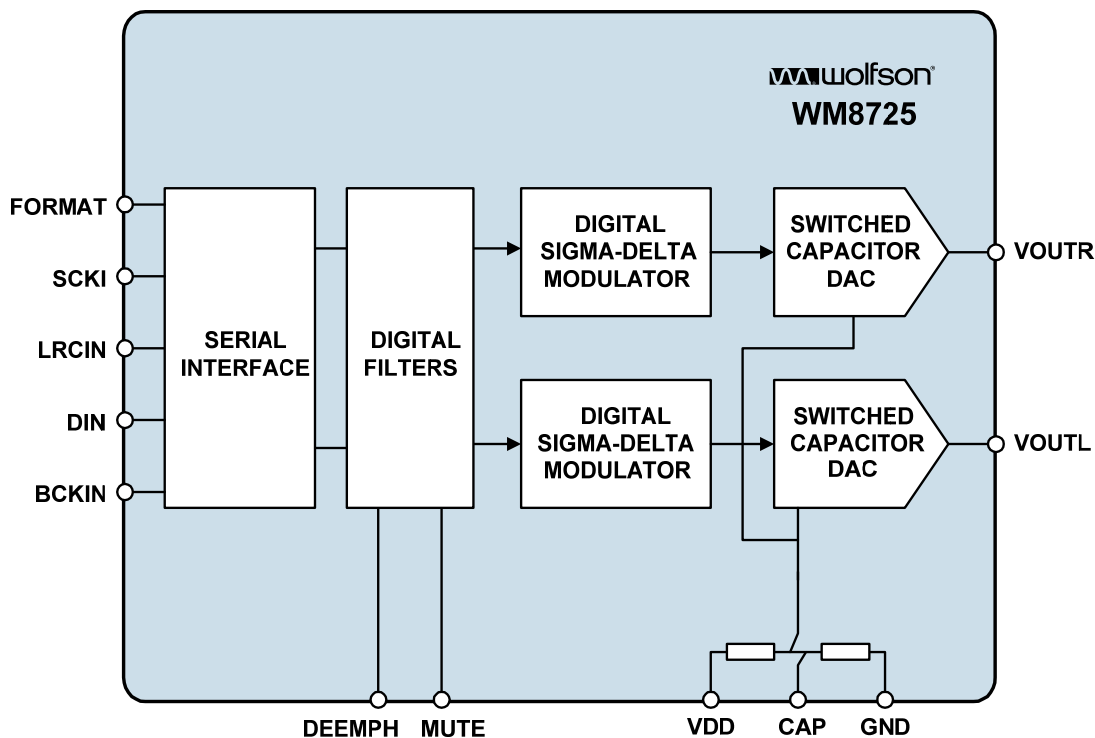 wolfson®
WM8725
FORMAT
SCKI
LRCIN
DIN
BCKIN
SERIAL
INTERFACE
DIGITAL
FILTERS
DIGITAL
SIGMA-DELTA
MODULATOR
SWITCHED
CAPACITOR
DAC
VOUTR
DIGITAL
SIGMA-DELTA
MODULATOR
SWITCHED
CAPACITOR
DAC
VOUTL
DEEMPH
MUTE
VDD
CAP
GND